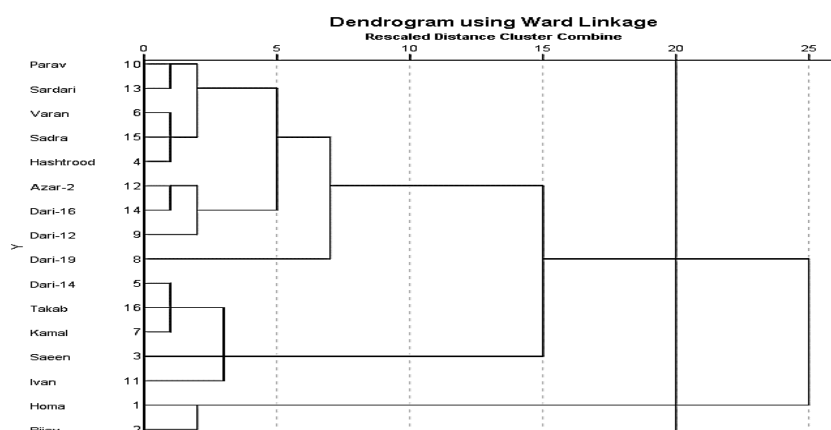 Dendrogram using Ward Linkage
Rescaled Distance Cluster Combine
0 5 10 15 20 25
Parav 10
Sardari 13
Varan 6
Sadra 15
Hashtrood 4
Azar-2 12
Dari-16 14
Dari-12 9
Y
Dari-19 8
Dari-14 5
Takab 16
Kamal 7
Saeen 3
Ivan 11
Homa 1